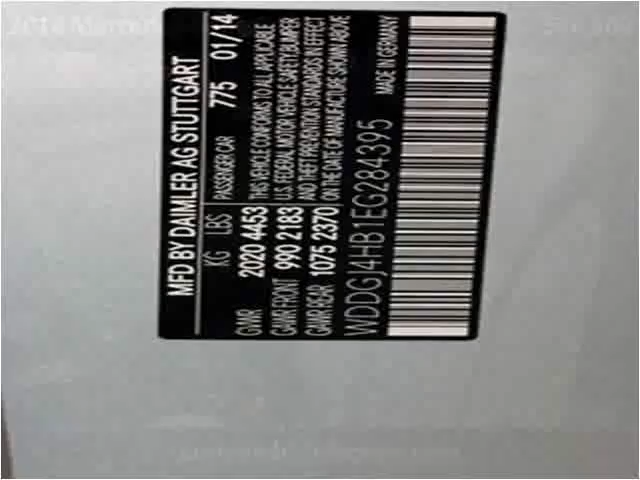 MFD BY DAIMLER AG STUTTGART
KG LBS
PASSENGER CAR 775 01/14
GVWR 2020 4453
GAWR FRONT 990 2183
GAWR REAR 1075 2370
THIS VEHICLE CONFORMS TO ALL APPLICABLE
U.S. FEDERAL MOTOR VEHICLE SAFETY, BUMPER
AND THEFT PREVENTION STANDARDS IN EFFECT
ON THE DATE OF MANUFACTURE SHOWN ABOVE
WDDGJ4HB1EG284395
MADE IN GERMANY